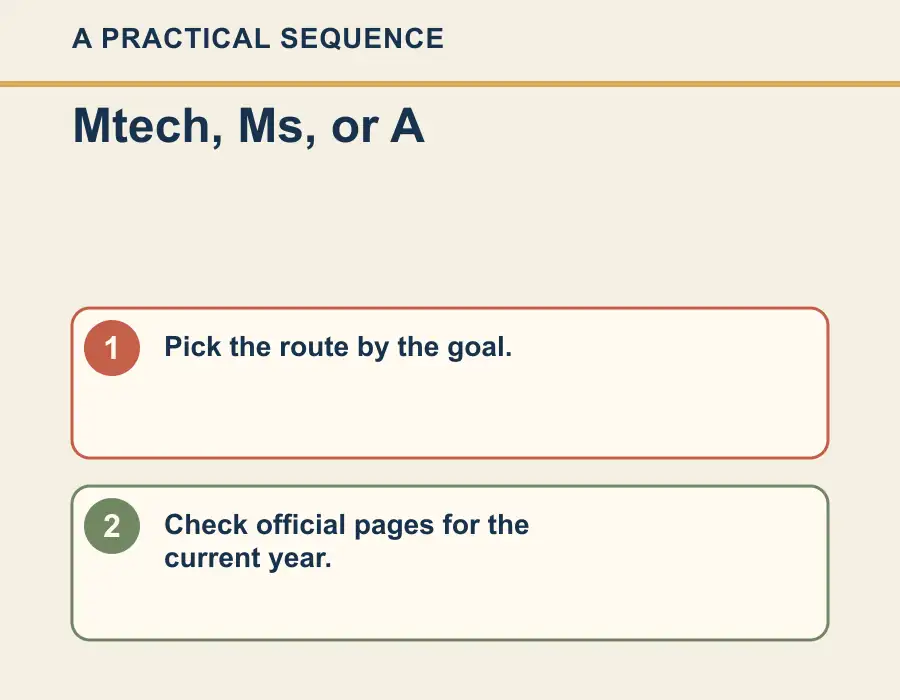 A PRACTICAL SEQUENCE
Mtech, Ms, or A
1
Pick the route by the goal.
2
Check official pages for the
current year.